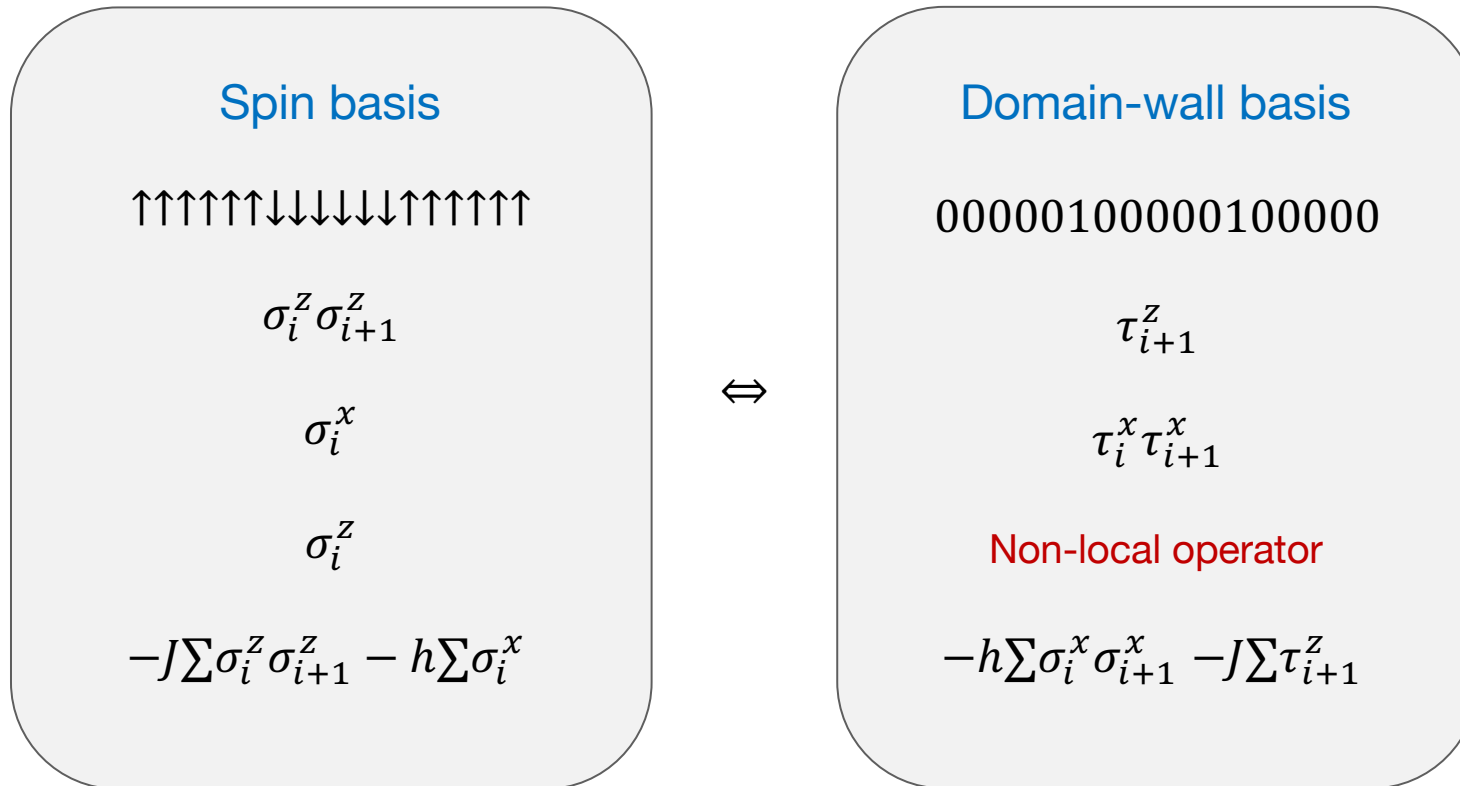 Spin basis
↑↑↑↑↑↑↓↓↓↓↓↓↑↑↑↑↑↑
σ_i^z σ_{i+1}^z
σ_i^x
σ_i^z
−J∑σ_i^z σ_{i+1}^z − h∑σ_i^x
⇔
Domain-wall basis
00000100000100000
τ_{i+1}^z
τ_i^x τ_{i+1}^x
Non-local operator
−h∑σ_i^x σ_{i+1}^x −J∑τ_{i+1}^z